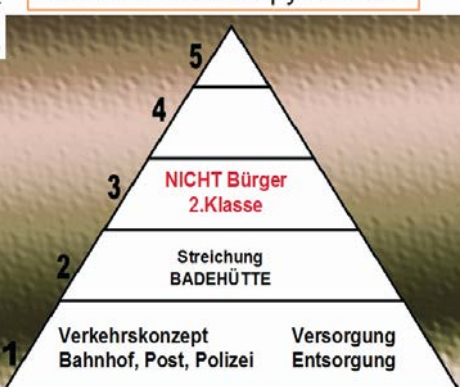 5
4
3
NICHT Bürger
2.Klasse
2
Streichung
BADEHÜTTE
1
Verkehrskonzept Versorgung
Bahnhof, Post, Polizei Entsorgung